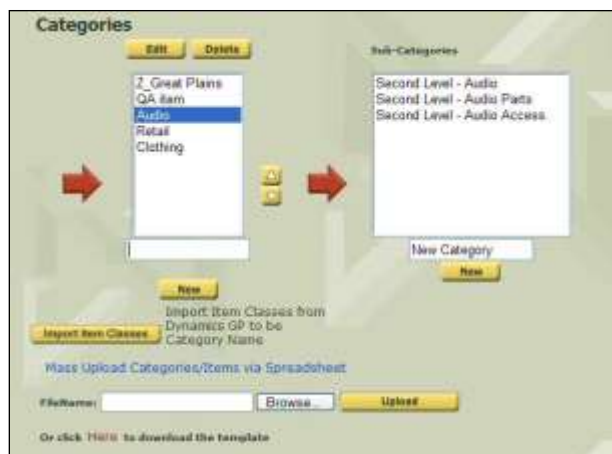 Categories
Edit Delete Sub-Categories
Z_Great Plains
QA item
Audio
Retail
Clothing
Second Level - Audio
Second Level - Audio Parts
Second Level - Audio Access.
New Category
New
New
Import Item Classes
Import Item Classes from
Dynamics GP to be
Category Name
Mass Upload Categories/Items via Spreadsheet
FileName: Browse... Upload
Or click Here to download the template